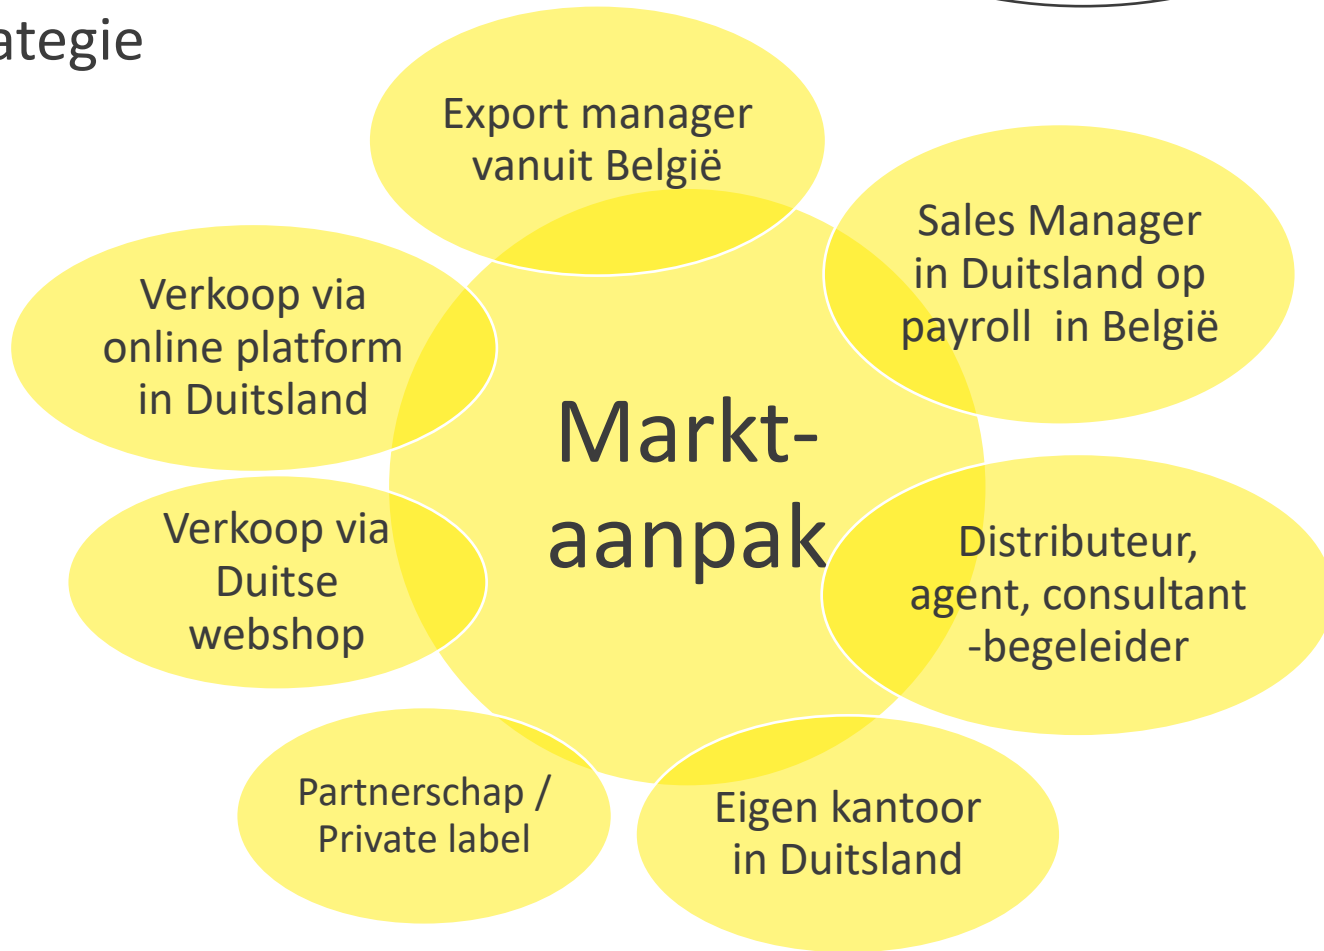 ategie
Export manager
vanuit België
Sales Manager
in Duitsland op
payroll in België
Distributeur,
agent, consultant
-begeleider
Eigen kantoor
in Duitsland
Partnerschap /
Private label
Verkoop via
Duitse
webshop
Verkoop via
online platform
in Duitsland
Markt-
aanpak